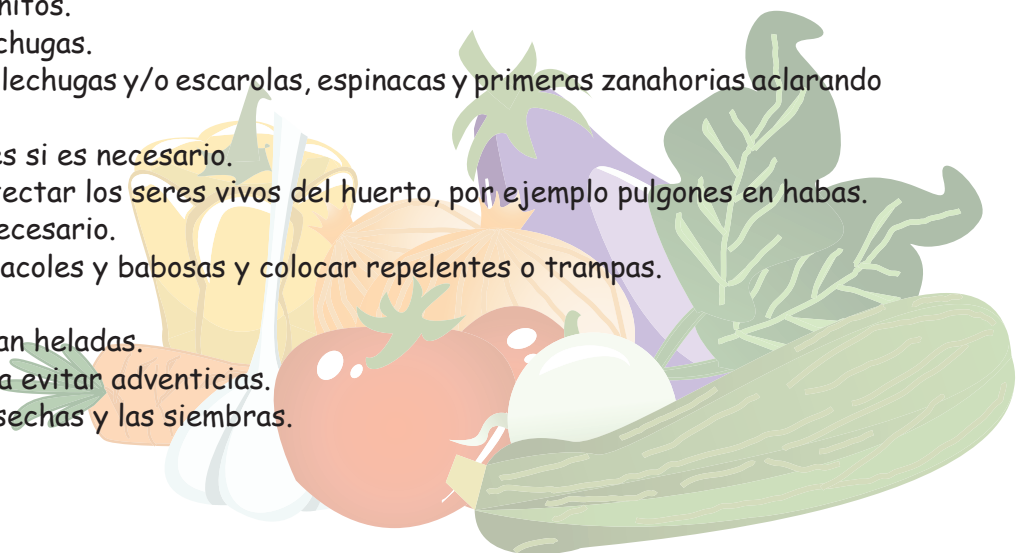 nitos.
chugas.
lechugas y/o escarolas, espinacas y primeras zanahorias aclarando
es si es necesario.
tectar los seres vivos del huerto, por ejemplo pulgones en habas.
ecesario.
acoles y babosas y colocar repelentes o trampas.
an heladas.
a evitar adventicias.
sechas y las siembras.